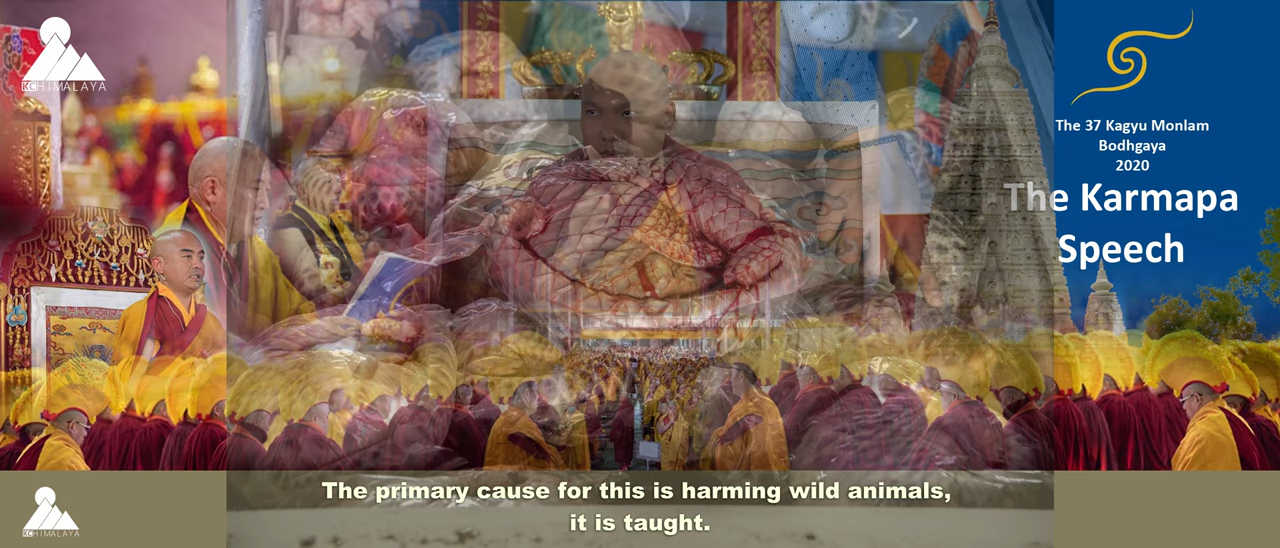 KCHIMALAYA
The 37 Kagyu Monlam
Bodhgaya
2020
The Karmapa
Speech
The primary cause for this is harming wild animals,
it is taught.
KCHIMALAYA